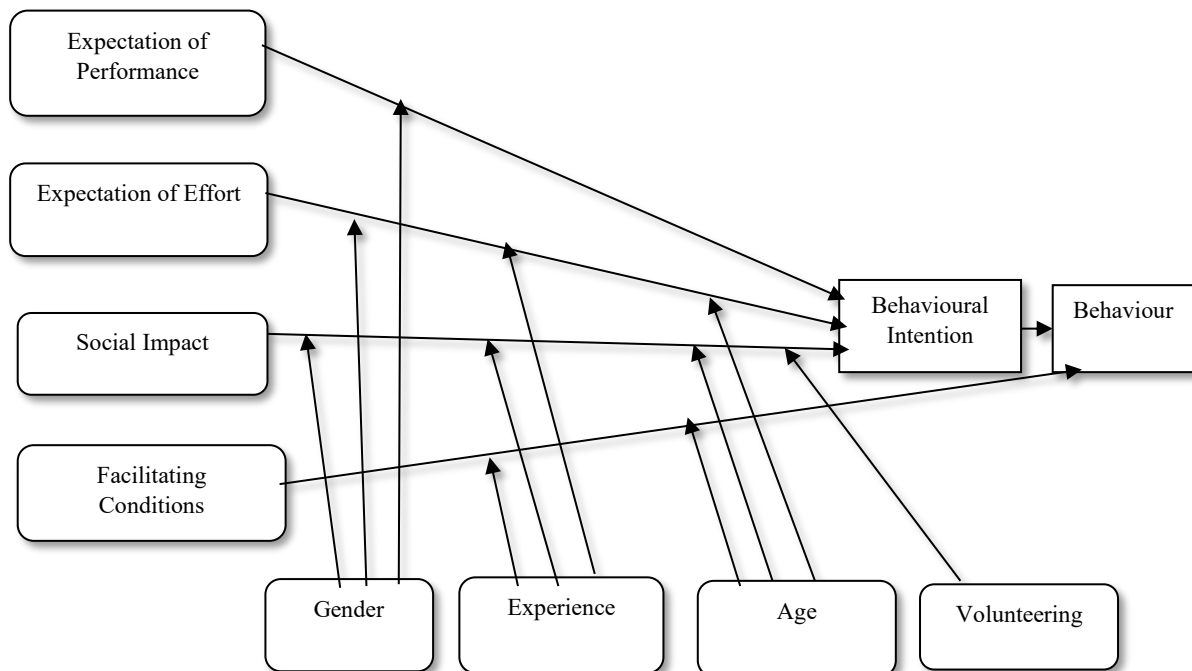 Expectation of
Performance
Expectation of Effort
Social Impact
Facilitating
Conditions
Behavioural
Intention
Behaviour
Gender
Experience
Age
Volunteering